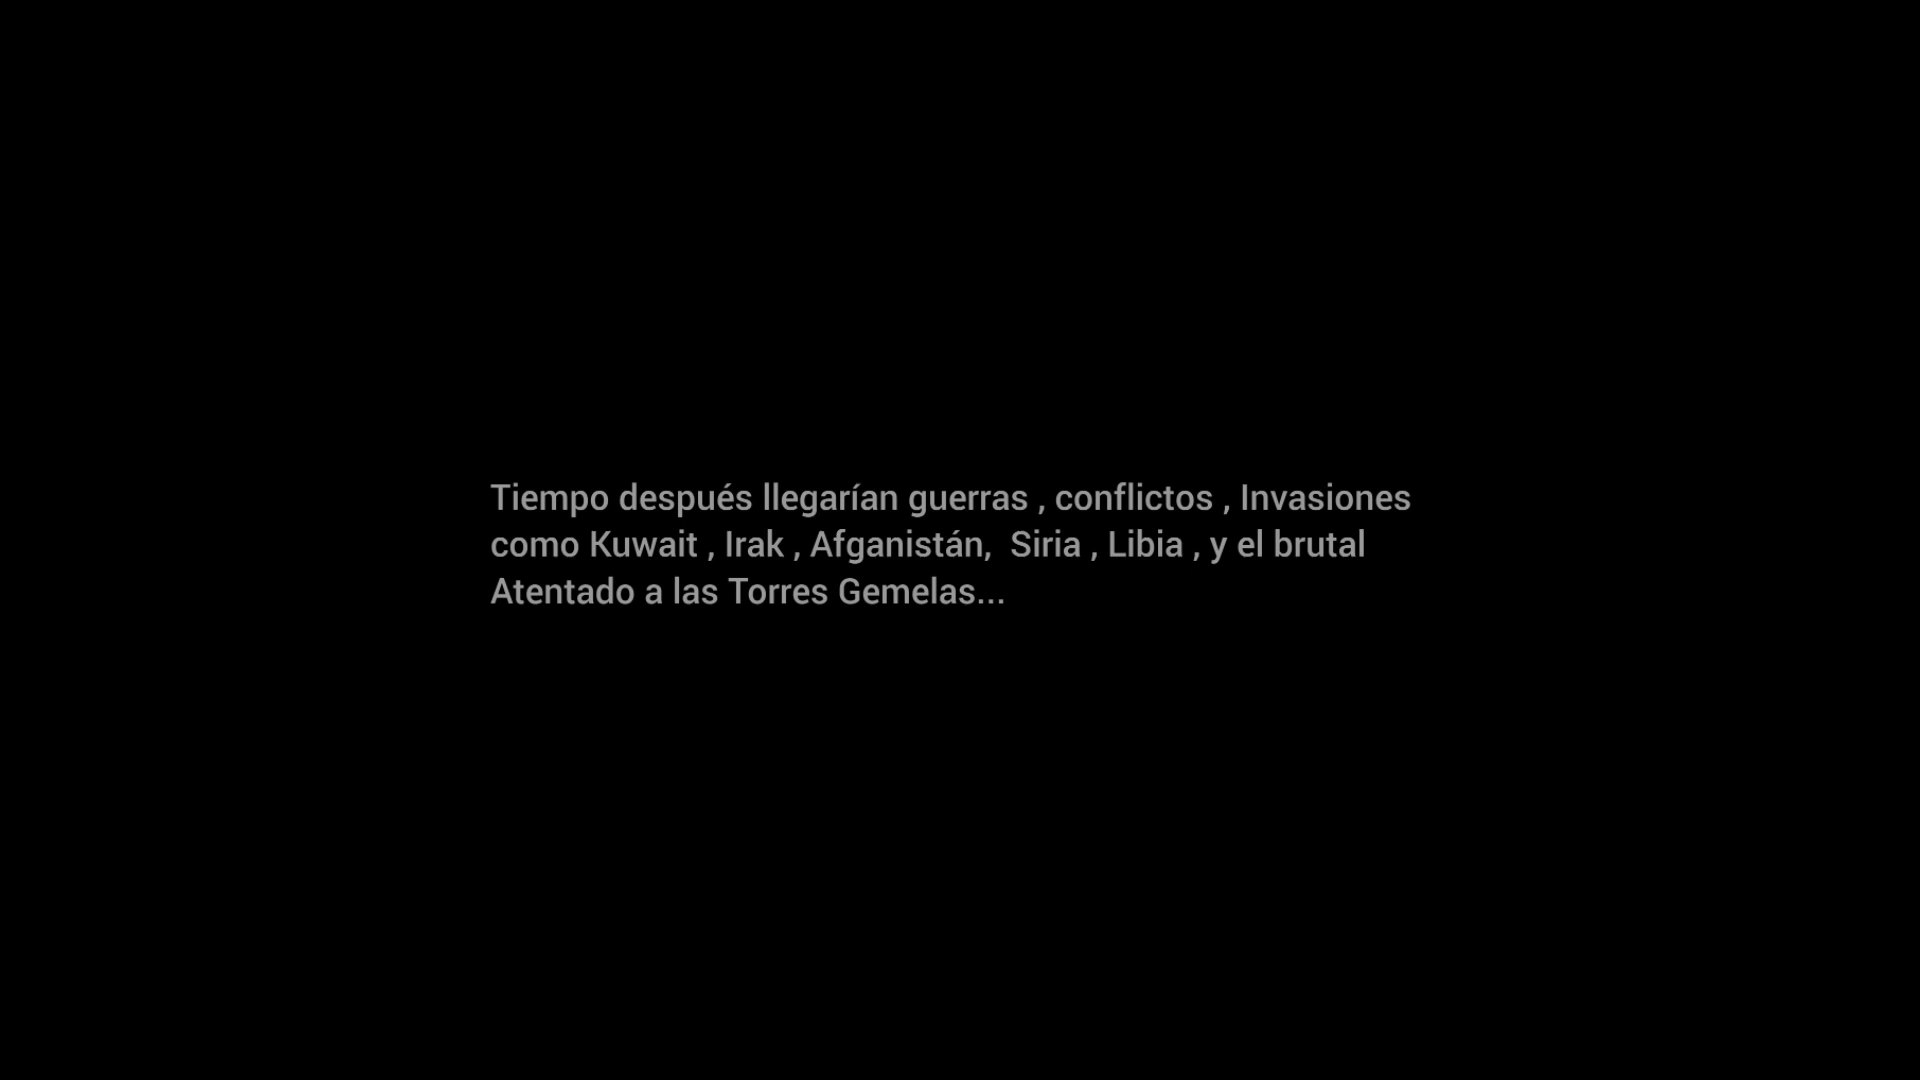 Tiempo después llegarían guerras , conflictos , Invasiones
como Kuwait , Irak , Afganistán,  Siria , Libia , y el brutal
Atentado a las Torres Gemelas...